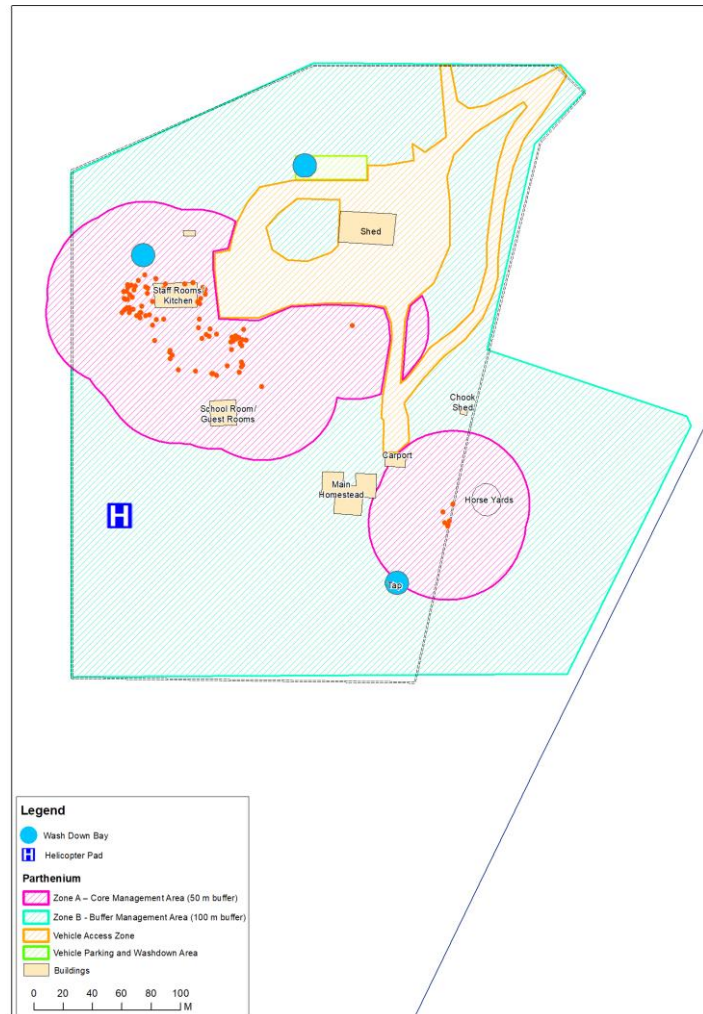 Shed
Staff Rooms
Kitchen
School Room/
Guest Rooms
Chook
Shed
Carport
Main
Homestead
Horse Yards
H
Tap
Legend
Wash Down Bay
H Helicopter Pad
Parthenium
Zone A – Core Management Area (50 m buffer)
Zone B - Buffer Management Area (100 m buffer)
Vehicle Access Zone
Vehicle Parking and Washdown Area
Buildings
0 20 40 60 80 100
M